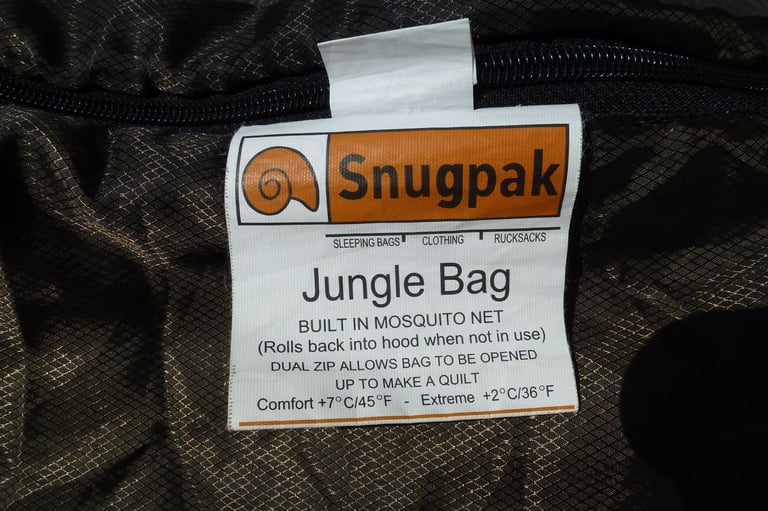 Snugpak
SLEEPING BAGS CLOTHING RUCKSACKS
Jungle Bag
BUILT IN MOSQUITO NET
(Rolls back into hood when not in use)
DUAL ZIP ALLOWS BAG TO BE OPENED
UP TO MAKE A QUILT
Comfort +7°C/45°F - Extreme +2°C/36°F